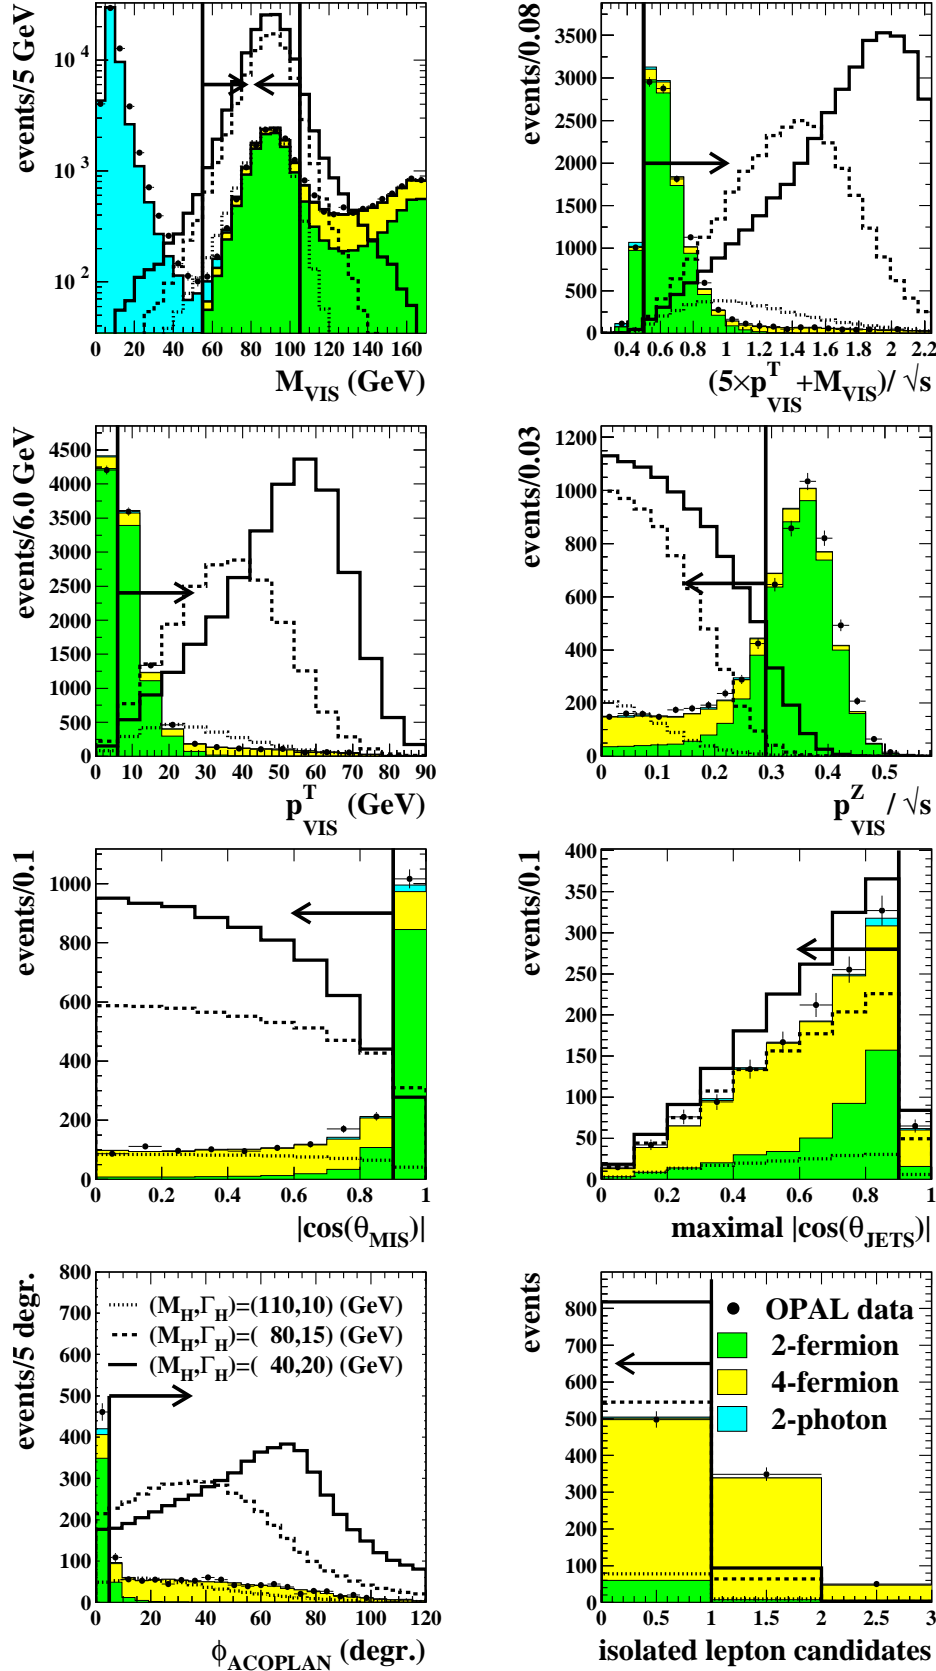 events/5 GeV
10^4
10^3
10^2
0 20 40 60 80 100 120 140 160
M_VIS (GeV)
events/0.08
3500
3000
2500
2000
1500
1000
500
0
0.4 0.6 0.8 1 1.2 1.4 1.6 1.8 2 2.2
(5×p^T_VIS +M_VIS)/ √s
events/6.0 GeV
4500
4000
3500
3000
2500
2000
1500
1000
500
0
0 10 20 30 40 50 60 70 80 90
p^T_VIS (GeV)
events/0.03
1200
1000
800
600
400
200
0
0 0.1 0.2 0.3 0.4 0.5
p^Z_VIS / √s
events/0.1
1000
800
600
400
200
0
0 0.2 0.4 0.6 0.8 1
|cos(θ_MIS)|
events/0.1
400
350
300
250
200
150
100
50
0
0 0.2 0.4 0.6 0.8 1
maximal |cos(θ_JETS)|
events/5 degr.
800
700
600
500
400
300
200
100
0
(M_H,Γ_H)=(110,10) (GeV)
(M_H,Γ_H)=( 80,15) (GeV)
(M_H,Γ_H)=( 40,20) (GeV)
0 20 40 60 80 100 120
ϕ_ACOPLAN (degr.)
events
800
700
600
500
400
300
200
100
0
OPAL data
2-fermion
4-fermion
2-photon
0 0.5 1 1.5 2 2.5 3
isolated lepton candidates